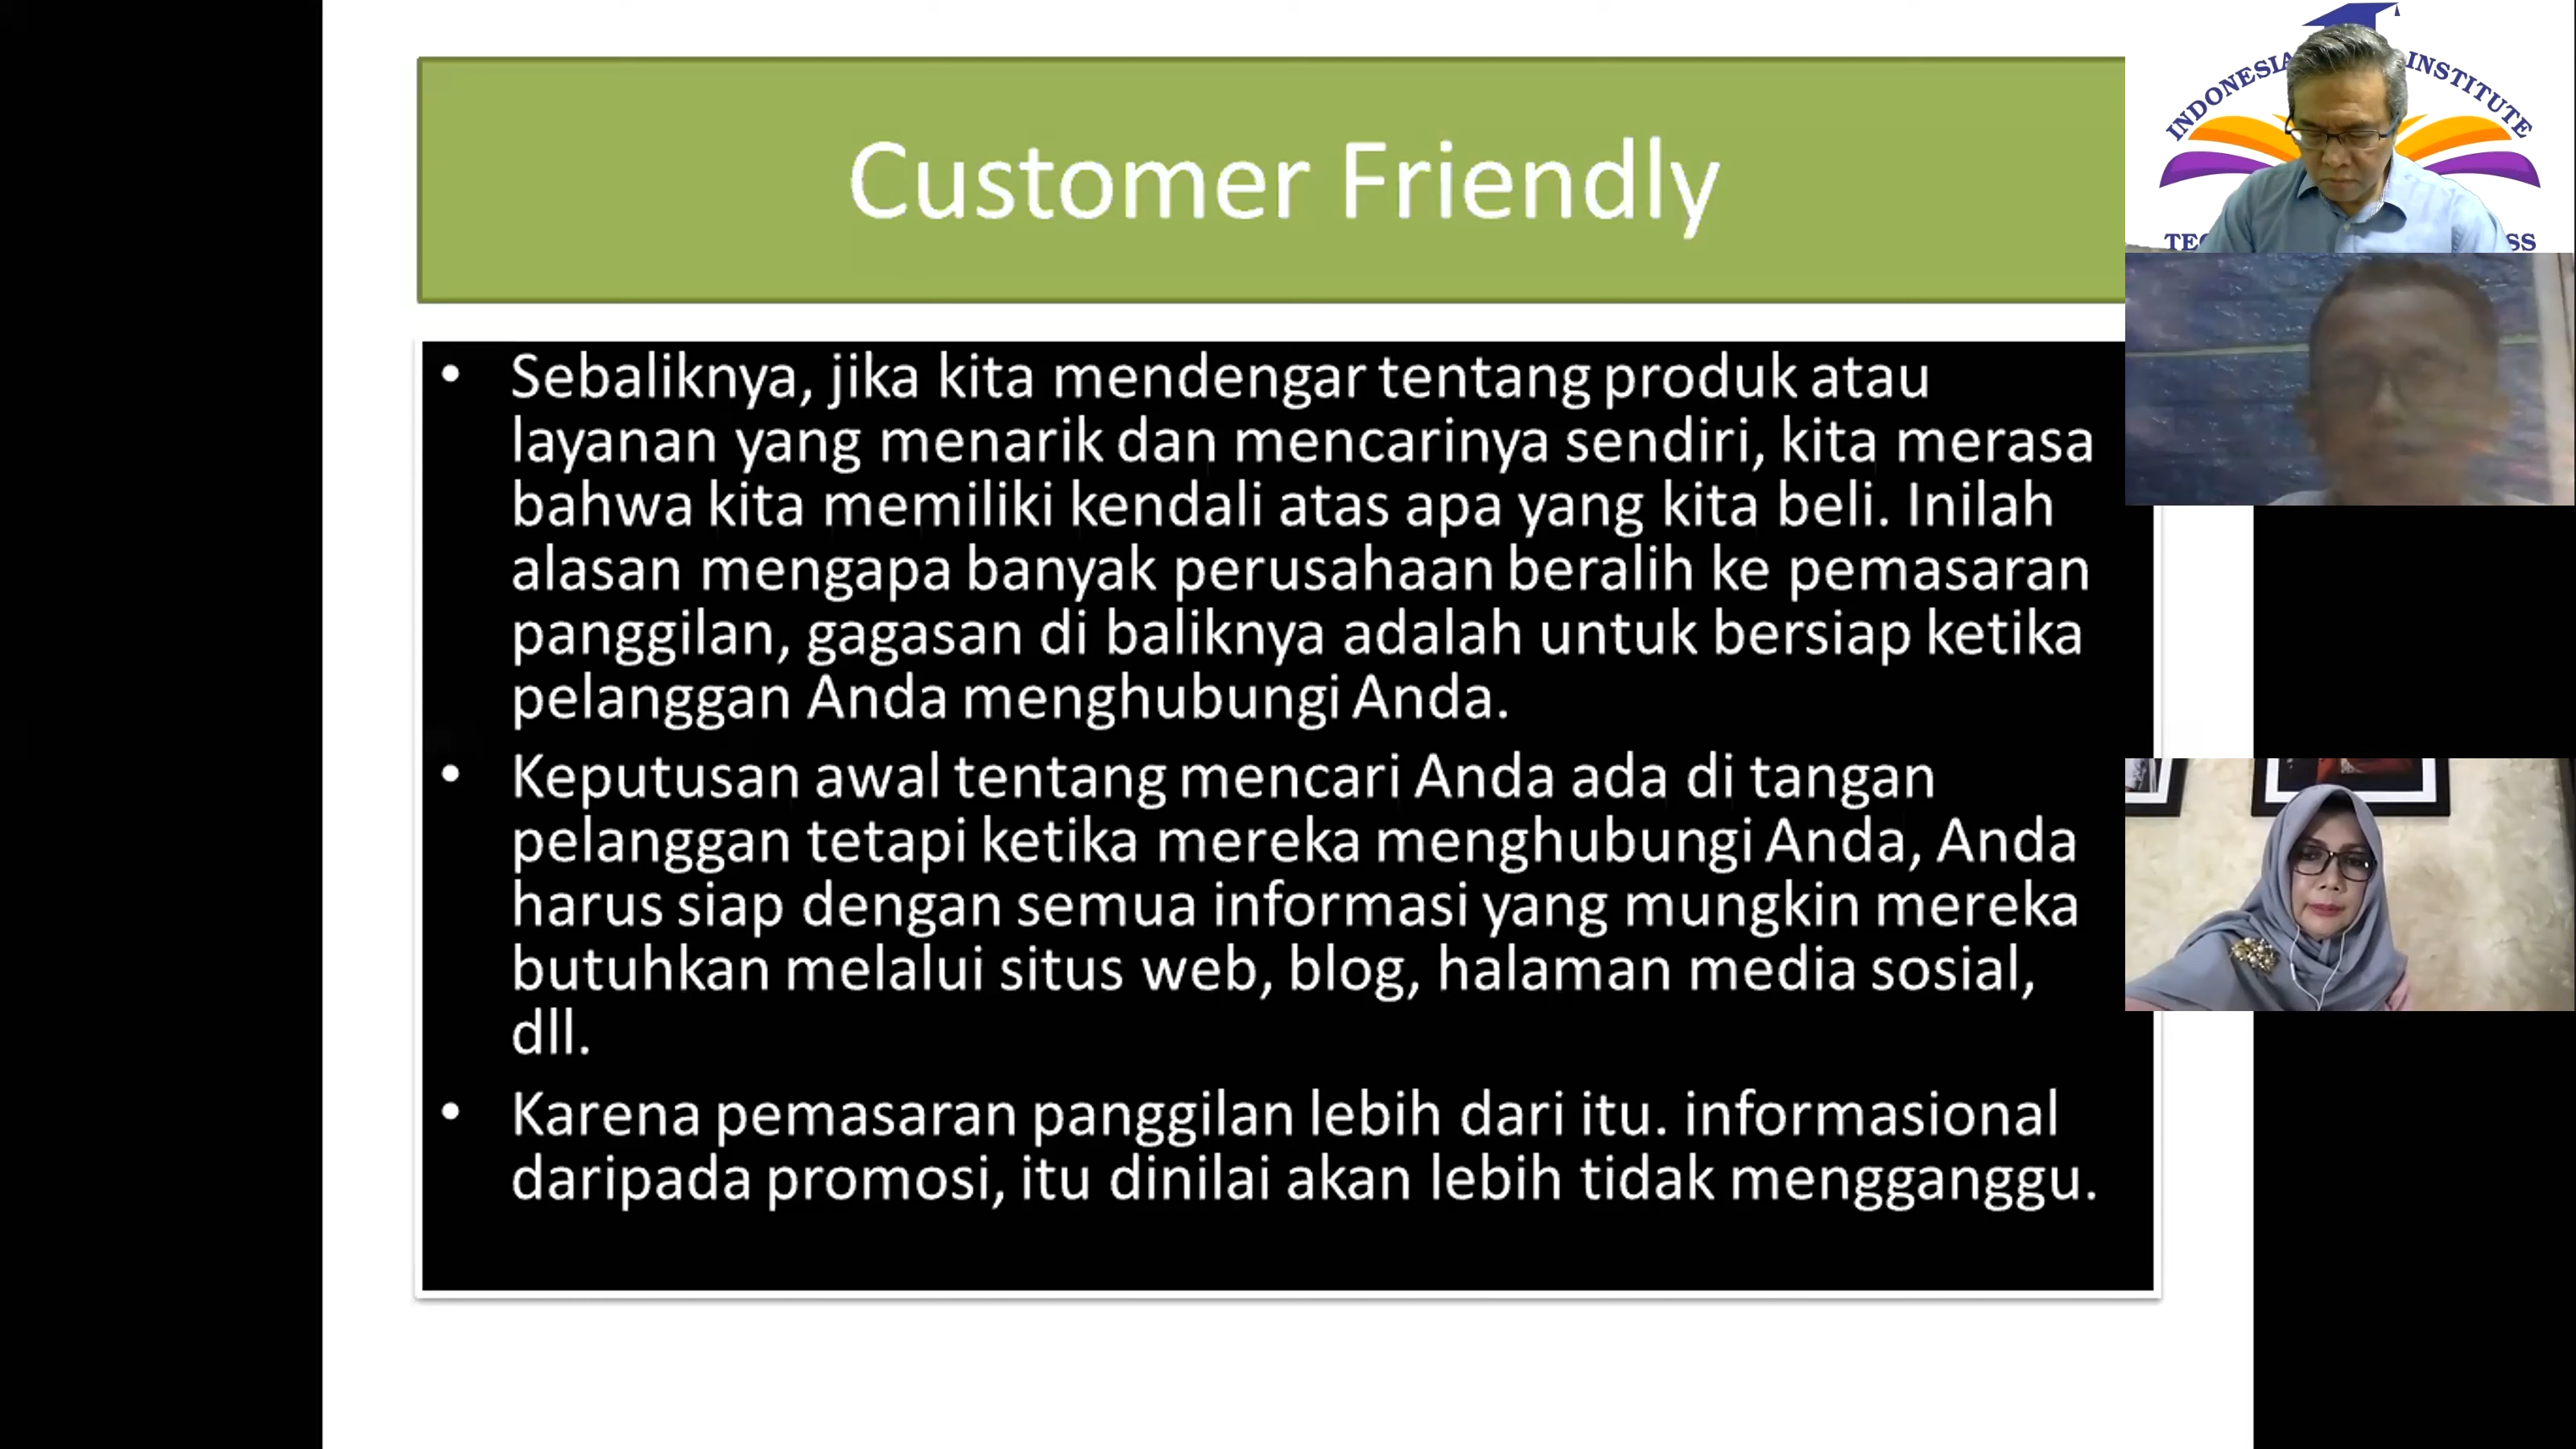 Customer Friendly
• Sebaliknya, jika kita mendengar tentang produk atau
layanan yang menarik dan mencarinya sendiri, kita merasa
bahwa kita memiliki kendali atas apa yang kita beli. Inilah
alasan mengapa banyak perusahaan beralih ke pemasaran
panggilan, gagasan di baliknya adalah untuk bersiap ketika
pelanggan Anda menghubungi Anda.
• Keputusan awal tentang mencari Anda ada di tangan
pelanggan tetapi ketika mereka menghubungi Anda, Anda
harus siap dengan semua informasi yang mungkin mereka
butuhkan melalui situs web, blog, halaman media sosial,
dll.
• Karena pemasaran panggilan lebih dari itu. informasional
daripada promosi, itu dinilai akan lebih tidak mengganggu.
INDONESIA INSTITUTE